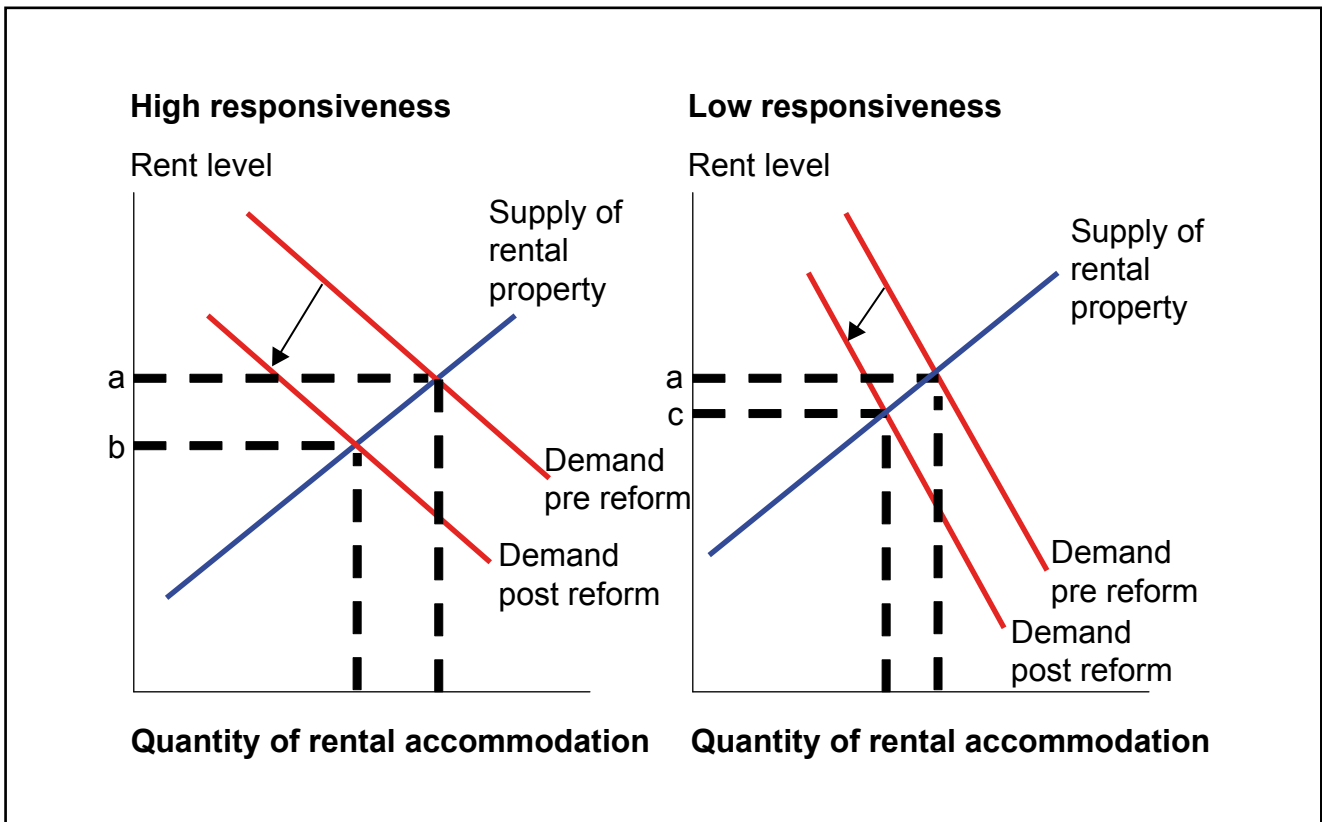 High responsiveness
Rent level
Supply of
rental
property
a
b
Demand
pre reform
Demand
post reform
Quantity of rental accommodation
Low responsiveness
Rent level
Supply of
rental
property
a
c
Demand
pre reform
Demand
post reform
Quantity of rental accommodation